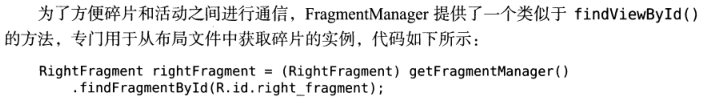 为了方便碎片和活动之间进行通信，FragmentManager 提供了一个类似于 findViewById()
的方法，专门用于从布局文件中获取碎片的实例，代码如下所示：
RightFragment rightFragment = (RightFragment) getFragmentManager()
.findFragmentById(R.id.right_fragment);